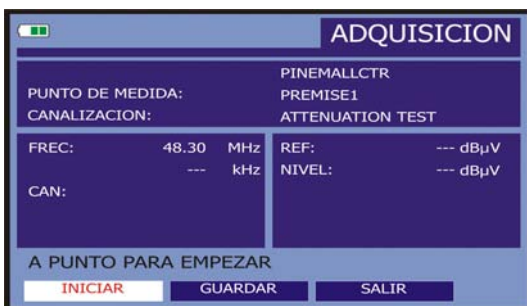 ADQUISICION
PINEMALLCTR
PUNTO DE MEDIDA: PREMISE1
CANALIZACION: ATTENUATION TEST
FREC: 48.30 MHz
--- kHz
CAN:
REF: --- dBµV
NIVEL: --- dBµV
A PUNTO PARA EMPEZAR
INICIAR GUARDAR SALIR